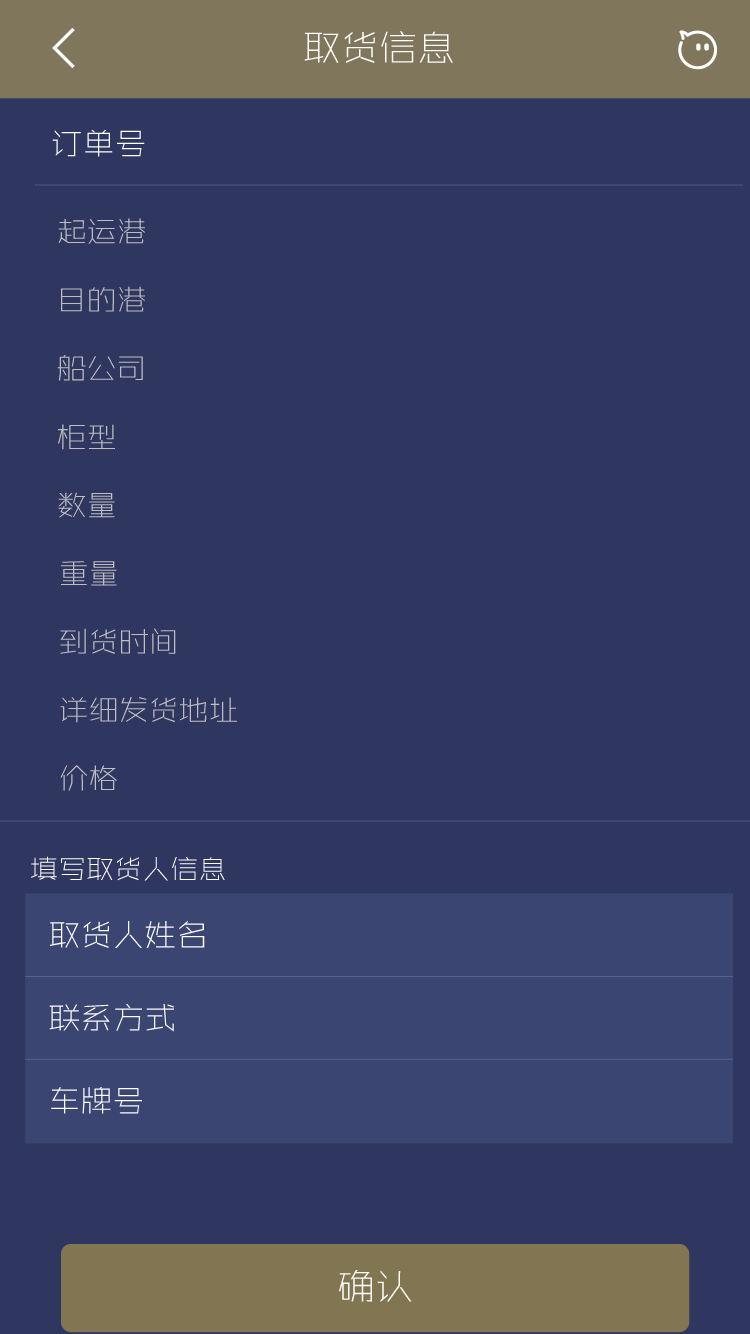 取货信息
订单号
起运港
目的港
船公司
柜型
数量
重量
到货时间
详细发货地址
价格
填写取货人信息
取货人姓名
联系方式
车牌号
确认